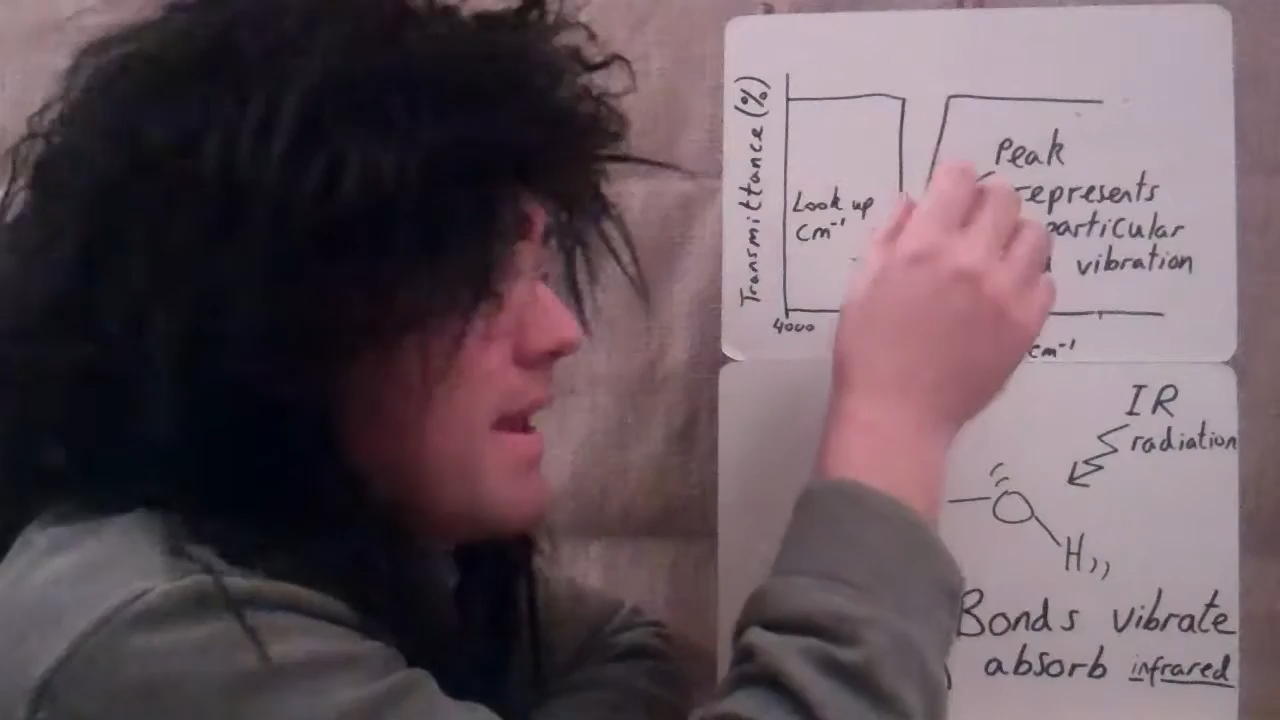 Transmittance (%)
Peak
represents
particular
vibration
Look up
cm⁻¹
4000
cm⁻¹
IR
radiation
O
H,,
Bonds vibrate
absorb infrared